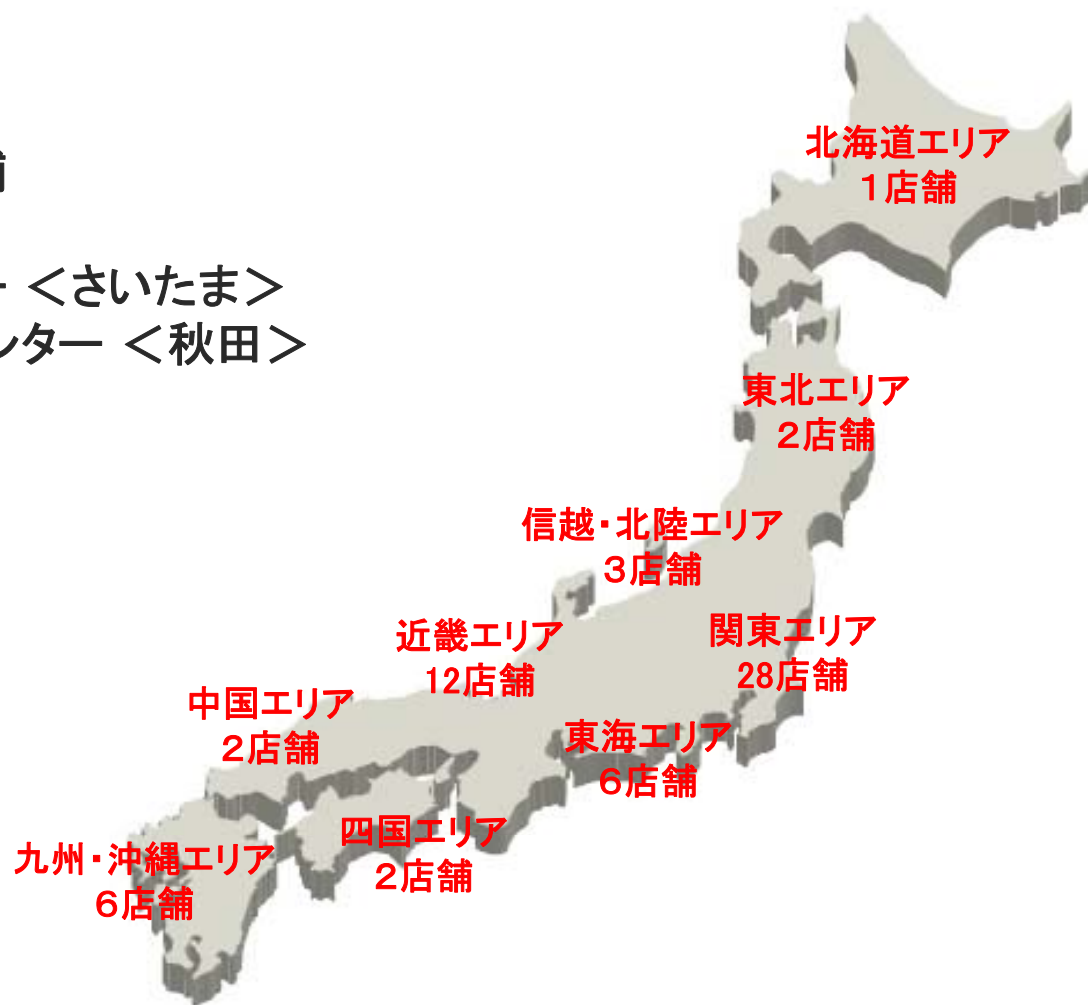 舗
北海道エリア
1店舗
ー ＜さいたま＞
ンター ＜秋田＞
東北エリア
2店舗
信越・北陸エリア
3店舗
近畿エリア
12店舗
関東エリア
28店舗
中国エリア
2店舗
東海エリア
6店舗
四国エリア
2店舗
九州・沖縄エリア
6店舗